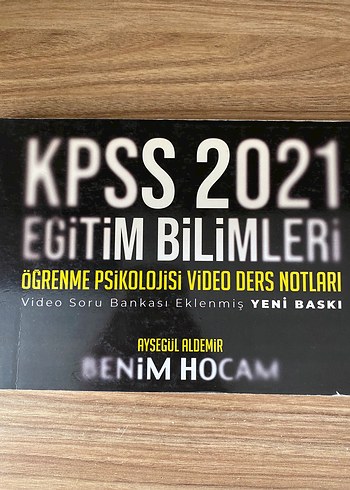 KPSS 2021
EĞİTİM BİLİMLERİ
ÖĞRENME PSİKOLOJİSİ VİDEO DERS NOTLARI
Video Soru Bankası Eklenmiş YENİ BASKI
AYSEGÜL ALDEMİR
BENİM HOCAM